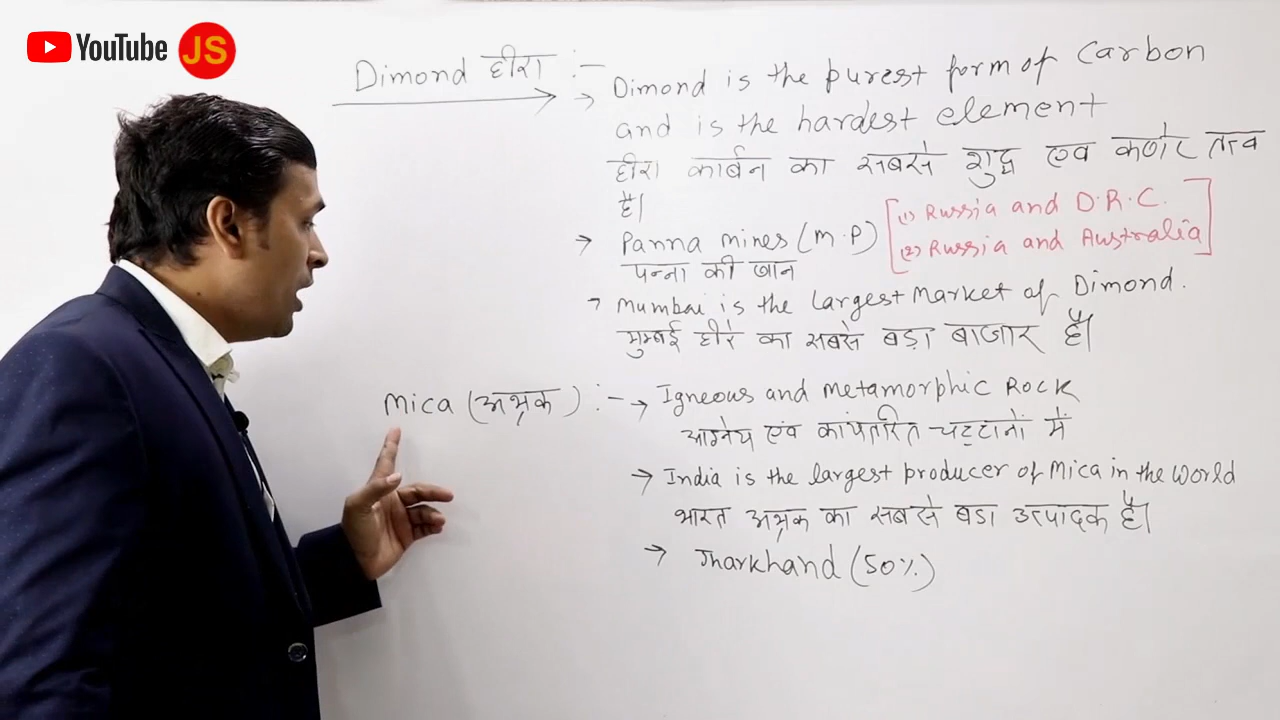 YouTube JS
Dimond हीरा :-
→ Dimond is the purest form of Carbon
and is the hardest element
हीरा कार्बन का सबसे शुद्ध एवं कठोर तत्व
है।
→ Panna mines (M.P)
पन्ना की खान
(1) Russia and D.R.C.
(2) Russia and Australia
→ Mumbai is the largest Market of Dimond.
मुम्बई हीरे का सबसे बडा बाजार है।
Mica (अभ्रक) :- → Igneous and Metamorphic Rock
आग्नेय एवं कायंतरित चट्टानों में
→ India is the largest producer of Mica in the World
भारत अभ्रक का सबसे बडा उत्पादक है।
→ Jharkhand (50%)